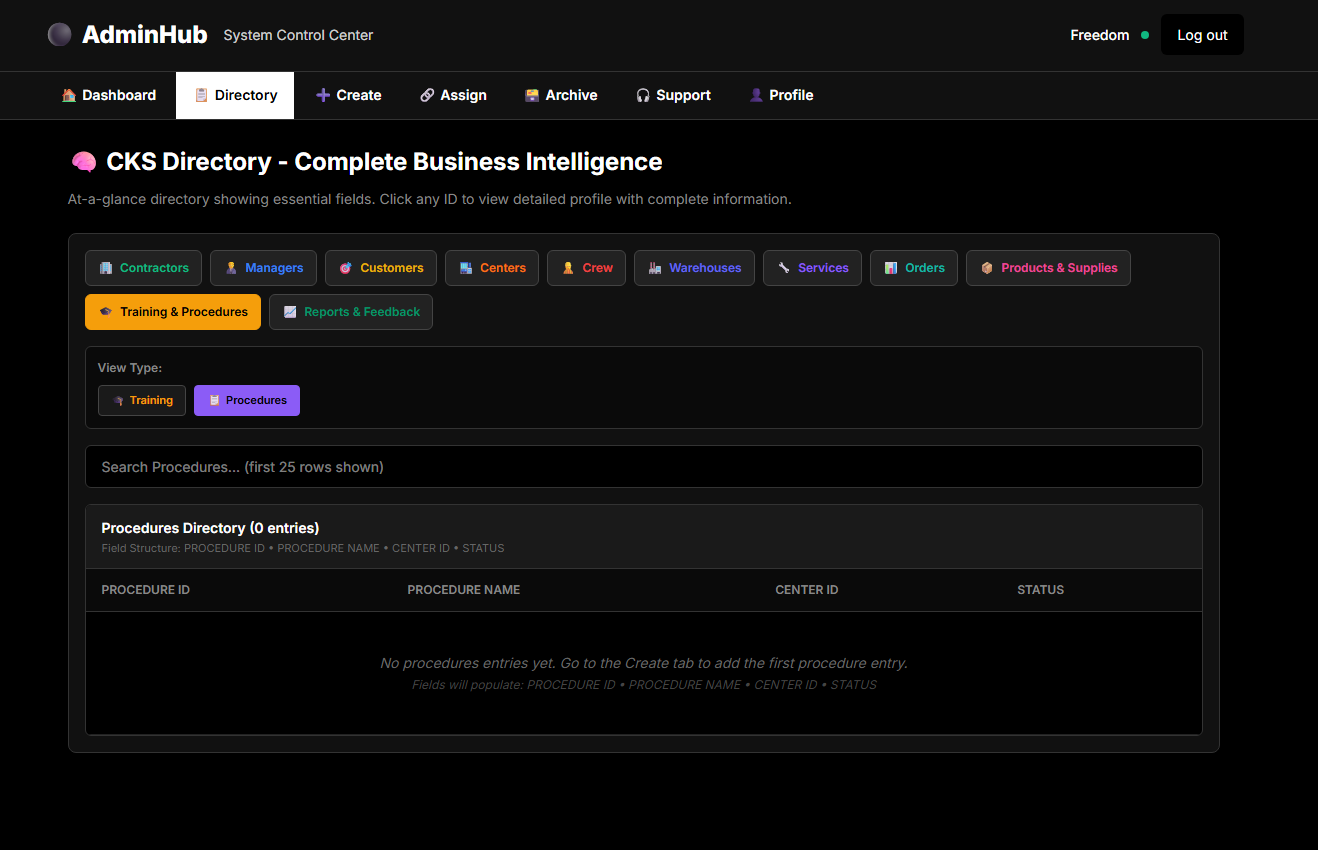 AdminHub System Control Center Freedom Log out
Dashboard Directory Create Assign Archive Support Profile
CKS Directory - Complete Business Intelligence
At-a-glance directory showing essential fields. Click any ID to view detailed profile with complete information.
Contractors Managers Customers Centers Crew Warehouses Services Orders Products & Supplies
Training & Procedures Reports & Feedback
View Type:
Training Procedures
Search Procedures... (first 25 rows shown)
Procedures Directory (0 entries)
Field Structure: PROCEDURE ID • PROCEDURE NAME • CENTER ID • STATUS
PROCEDURE ID PROCEDURE NAME CENTER ID STATUS
No procedures entries yet. Go to the Create tab to add the first procedure entry.
Fields will populate: PROCEDURE ID • PROCEDURE NAME • CENTER ID • STATUS